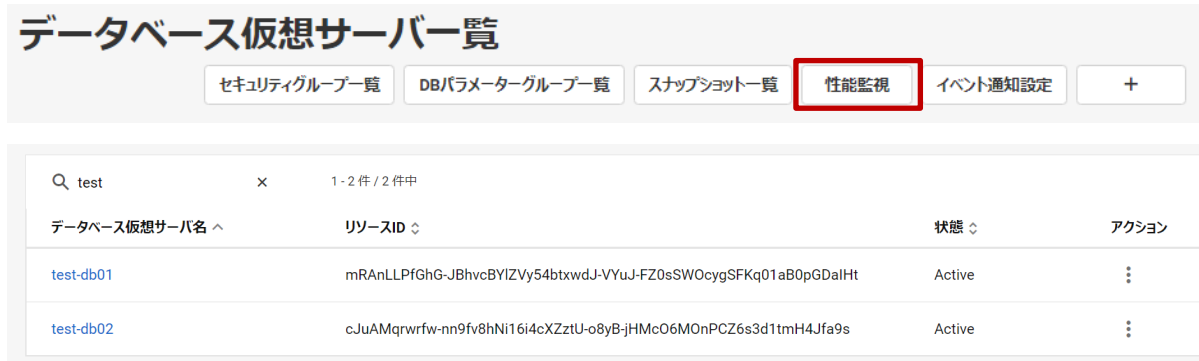 データベース仮想サーバー覧
セキュリティグループ一覧 DBパラメーターグループ一覧 スナップショット一覧 性能監視 イベント通知設定 +
test × 1 - 2 件 / 2 件中
データベース仮想サーバ名 リソースID 状態 アクション
test-db01 mRAnLLPfGhG-JBhvcBYlZVy54btxwdJ-VYuJ-FZ0sSWOcygSFKq01aB0pGDaIHt Active
test-db02 cJuAMqrwrfw-nn9fv8hNi16i4cXZztU-o8yB-jHMcO6MOnPCZ6s3d1tmH4Jfa9s Active